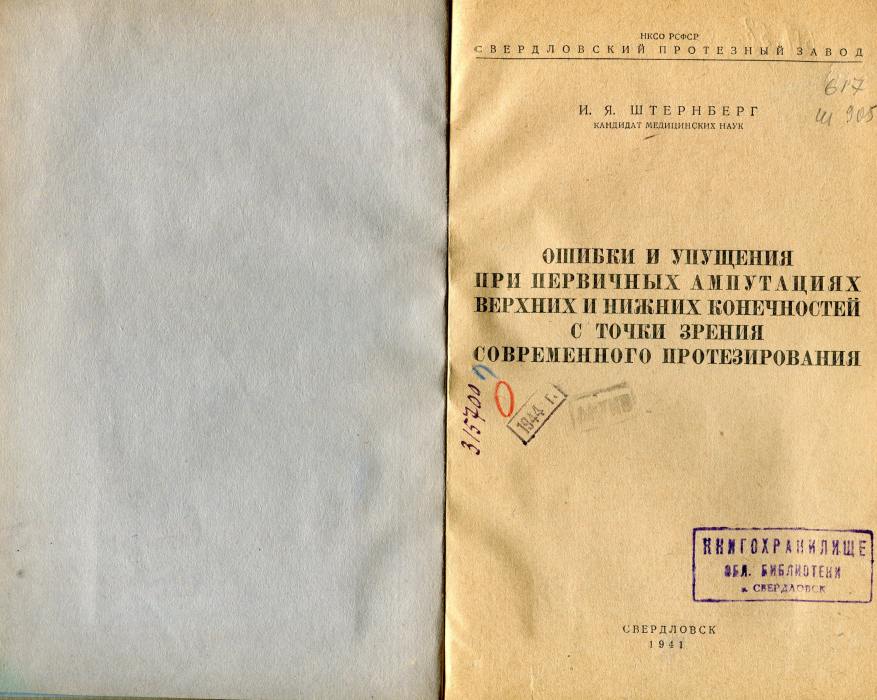 НКСО РСФСР
СВЕРДЛОВСКИЙ ПРОТЕЗНЫЙ ЗАВОД
617
Ш 905
И. Я. ШТЕРНБЕРГ
КАНДИДАТ МЕДИЦИНСКИХ НАУК
ОШИБКИ И УПУЩЕНИЯ
ПРИ ПЕРВИЧНЫХ АМПУТАЦИЯХ
ВЕРХНИХ И НИЖНИХ КОНЕЧНОСТЕЙ
С ТОЧКИ ЗРЕНИЯ
СОВРЕМЕННОГО ПРОТЕЗИРОВАНИЯ
315700
1944 г.
КНИГОХРАНИЛИЩЕ
ОБЛ. БИБЛИОТЕКИ
г. СВЕРДЛОВСК
СВЕРДЛОВСК
1941